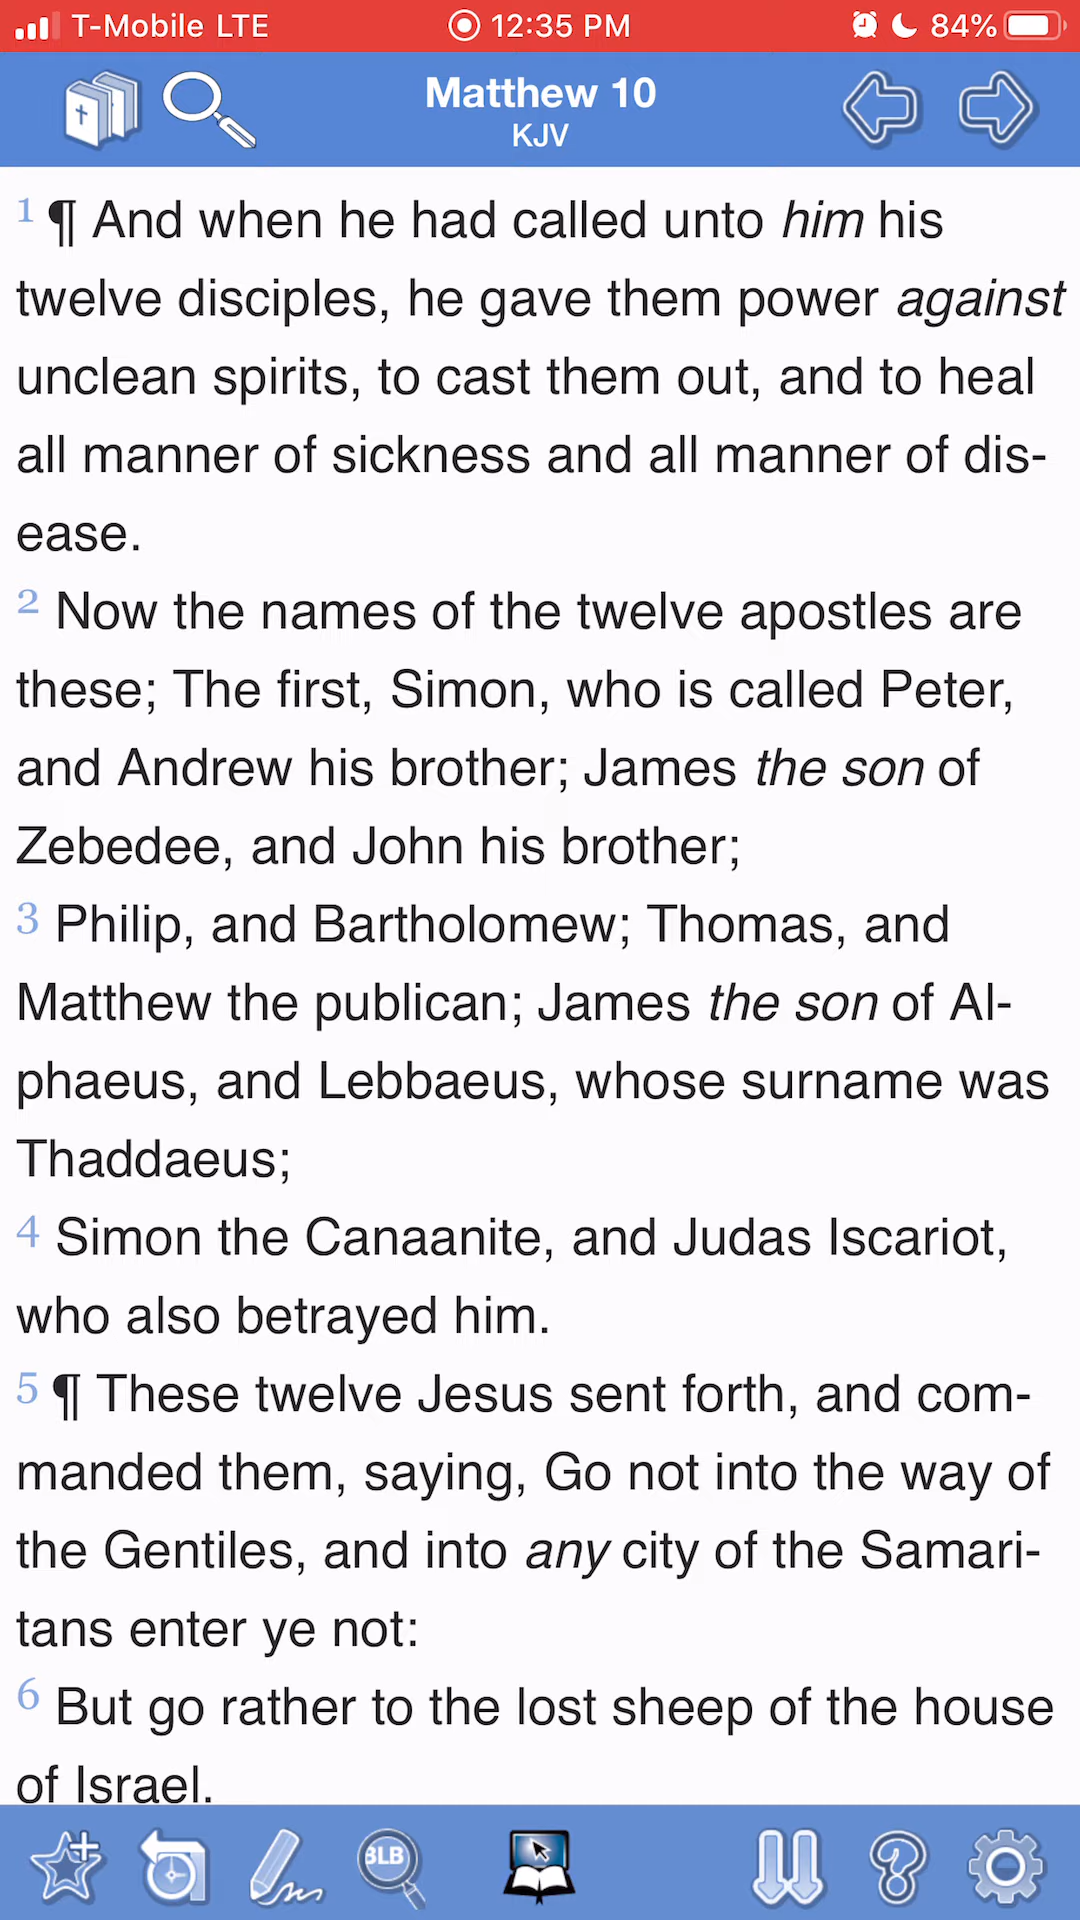 T-Mobile LTE 12:35 PM 84%
Matthew 10
KJV
1 ¶ And when he had called unto him his
twelve disciples, he gave them power against
unclean spirits, to cast them out, and to heal
all manner of sickness and all manner of dis-
ease.
2 Now the names of the twelve apostles are
these; The first, Simon, who is called Peter,
and Andrew his brother; James the son of
Zebedee, and John his brother;
3 Philip, and Bartholomew; Thomas, and
Matthew the publican; James the son of Al-
phaeus, and Lebbaeus, whose surname was
Thaddaeus;
4 Simon the Canaanite, and Judas Iscariot,
who also betrayed him.
5 ¶ These twelve Jesus sent forth, and com-
manded them, saying, Go not into the way of
the Gentiles, and into any city of the Samari-
tans enter ye not:
6 But go rather to the lost sheep of the house
of Israel.
BLB